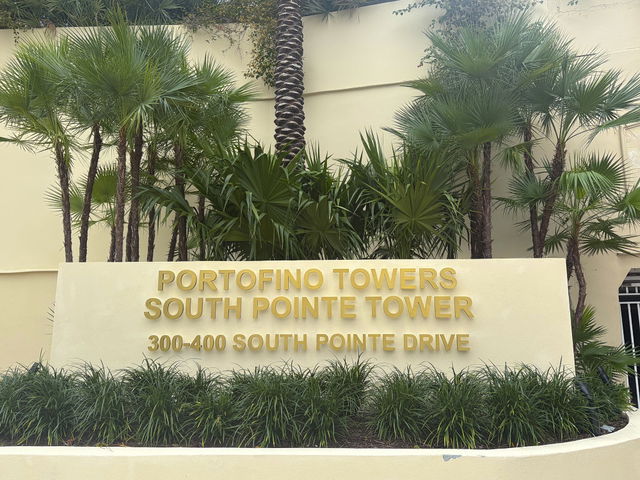 PORTOFINO TOWERS
SOUTH POINTE TOWER
300-400 SOUTH POINTE DRIVE